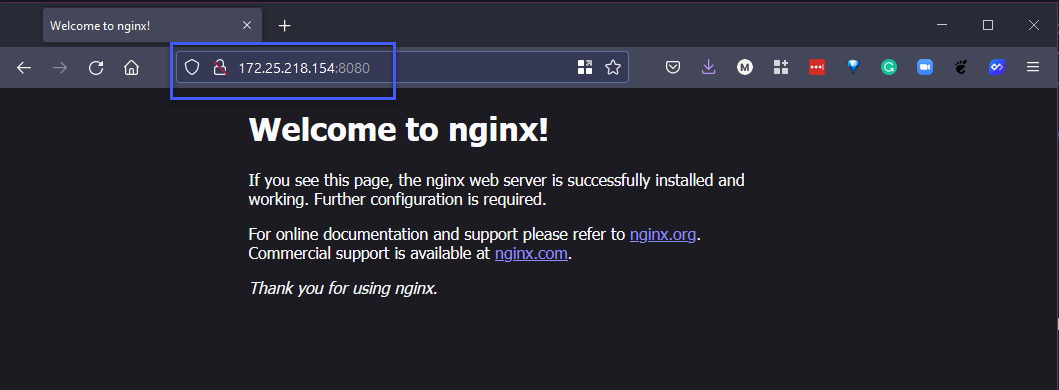 Welcome to nginx!
172.25.218.154:8080
Welcome to nginx!
If you see this page, the nginx web server is successfully installed and
working. Further configuration is required.
For online documentation and support please refer to nginx.org.
Commercial support is available at nginx.com.
Thank you for using nginx.